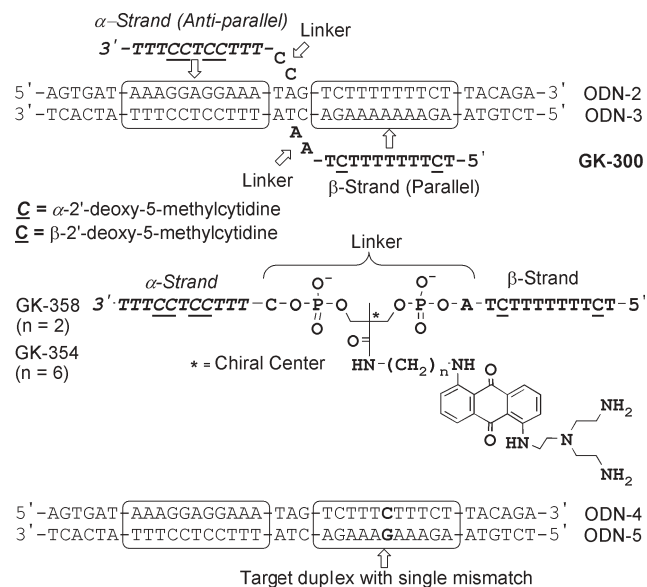 α–Strand (Anti-parallel)
Linker
3'-TTTCCTCCTTT-C
C
5'-AGTGAT AAAGGAGGAAA TAG TCTTTTTTTCT TACAGA-3' ODN-2
3'-TCACTA TTTCCTCCTTT ATC AGAAAAAAAGA ATGTCT-5' ODN-3
A
A-TCTTTTTTTCT-5' GK-300
Linker
β-Strand (Parallel)
C = α-2'-deoxy-5-methylcytidine
C = β-2'-deoxy-5-methylcytidine
Linker
α-Strand
β-Strand
O⁻ O⁻
GK-358 3'-TTTCCTCCTTT-C-O-P-O O-P-O-A-TCTTTTTTTCT-5'
(n = 2)
O * O
GK-354
(n = 6)
* = Chiral Center
O
HN-(CH2)n-NH
O
NH2
O
HN N
NH2
5'-AGTGAT AAAGGAGGAAA TAG TCTTTCTTTCT TACAGA-3' ODN-4
3'-TCACTA TTTCCTCCTTT ATC AGAAAGAAAGA ATGTCT-5' ODN-5
Target duplex with single mismatch